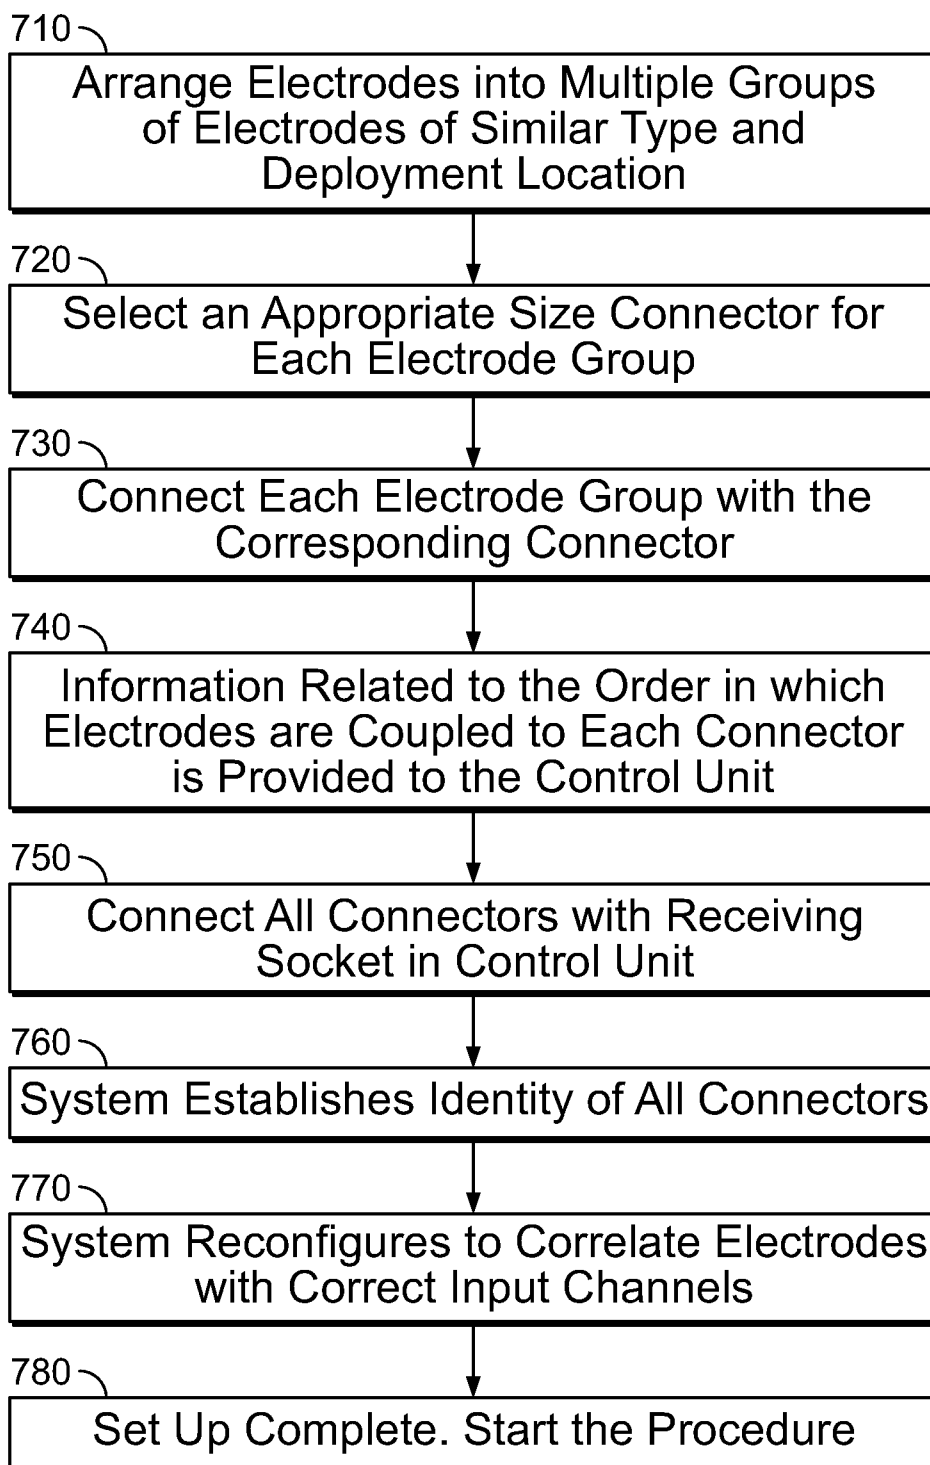 710
Arrange Electrodes into Multiple Groups
of Electrodes of Similar Type and
Deployment Location
720
Select an Appropriate Size Connector for
Each Electrode Group
730
Connect Each Electrode Group with the
Corresponding Connector
740
Information Related to the Order in which
Electrodes are Coupled to Each Connector
is Provided to the Control Unit
750
Connect All Connectors with Receiving
Socket in Control Unit
760
System Establishes Identity of All Connectors
770
System Reconfigures to Correlate Electrodes
with Correct Input Channels
780
Set Up Complete. Start the Procedure